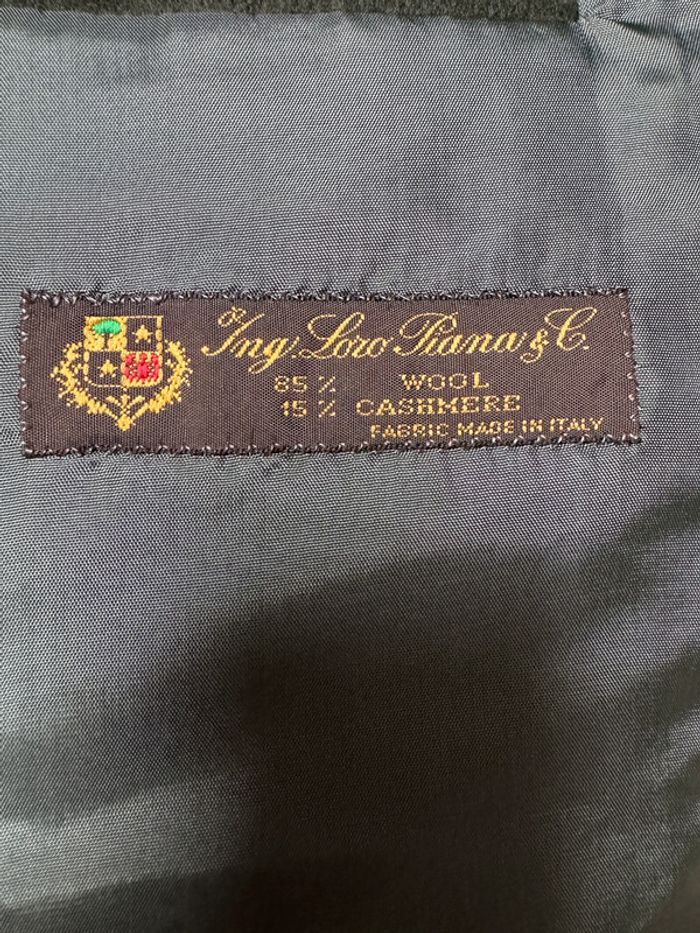 ® Ing. Loro Piana & C.
85 % WOOL
15 % CASHMERE
FABRIC MADE IN ITALY